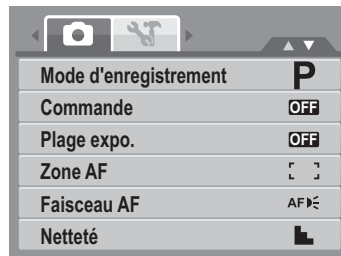 Mode d'enregistrement P
Commande OFF
Plage expo. OFF
Zone AF
Faisceau AF AF
Netteté